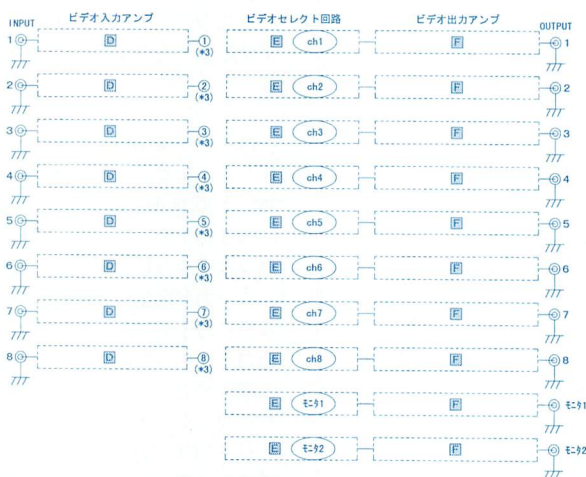 ビデオ入力アンプ ビデオセレクト回路 ビデオ出力アンプ
INPUT OUTPUT
1 D ① E ch1 F 1
(*3)
2 D ② E ch2 F 2
(*3)
3 D ③ E ch3 F 3
(*3)
4 D ④ E ch4 F 4
(*3)
5 D ⑤ E ch5 F 5
(*3)
6 D ⑥ E ch6 F 6
(*3)
7 D ⑦ E ch7 F 7
(*3)
8 D ⑧ E ch8 F 8
(*3)
E モニタ1 F モニタ1
E モニタ2 F モニタ2